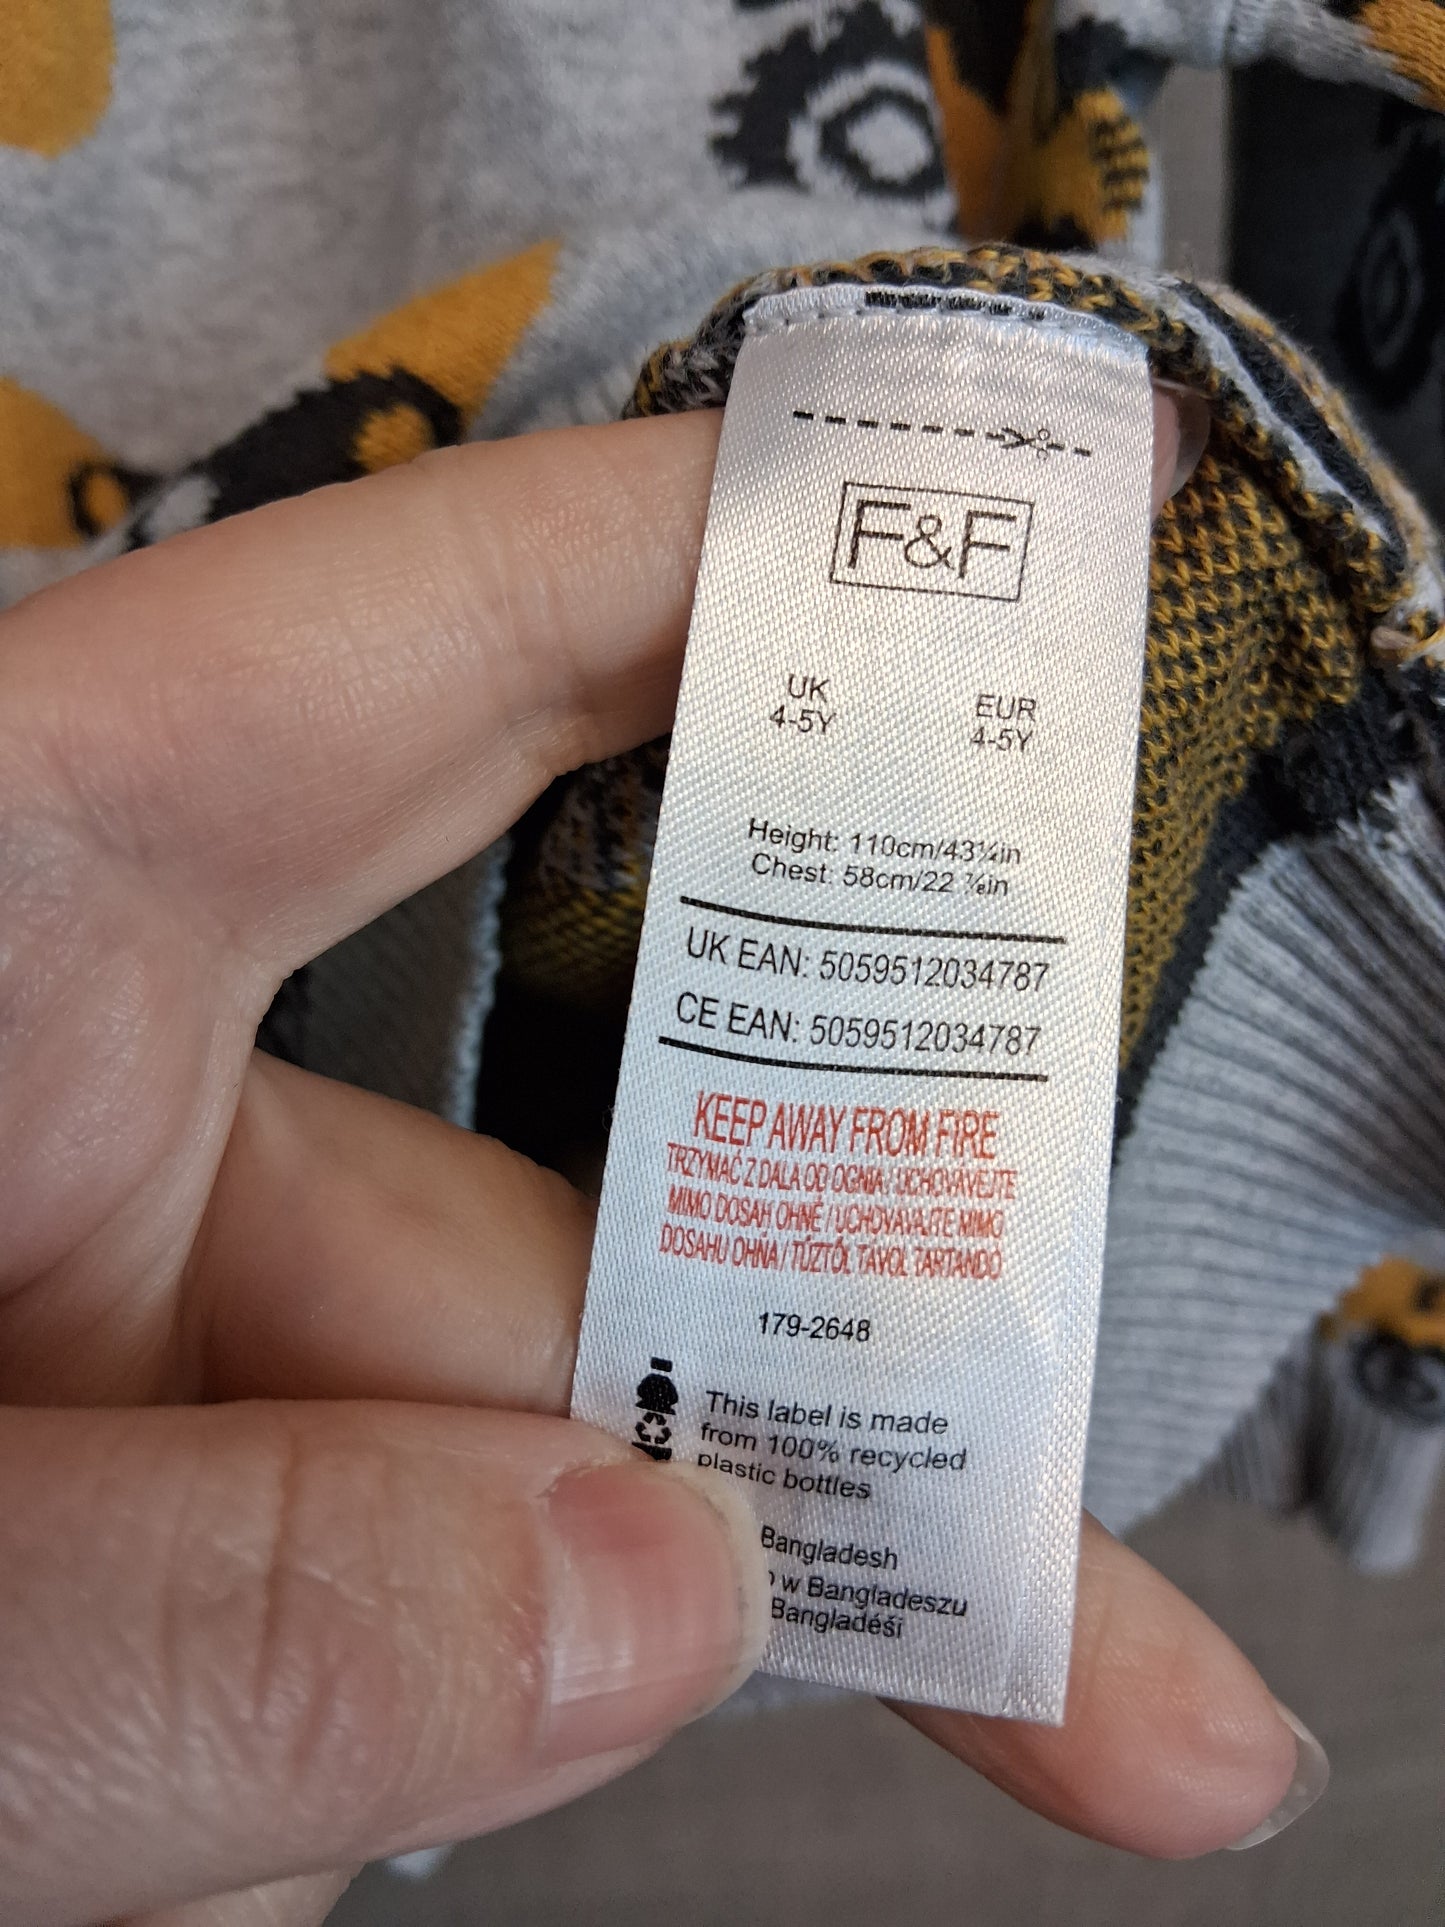 F&F
UK EUR
4-5Y 4-5Y
Height: 110cm/43¼in
Chest: 58cm/22 ⅞in
UK EAN: 5059512034787
CE EAN: 5059512034787
KEEP AWAY FROM FIRE
TRZYMAĆ Z DALA OD OGNIA / UCHOVÁVEJTE
MIMO DOSAH OHNĚ / UCHOVÁVAJTE MIMO
DOSAHU OHŇA / TŰZTŐL TÁVOL TARTANDÓ
179-2648
This label is made
from 100% recycled
plastic bottles
Bangladesh
w Bangladeszu
Bangladéši